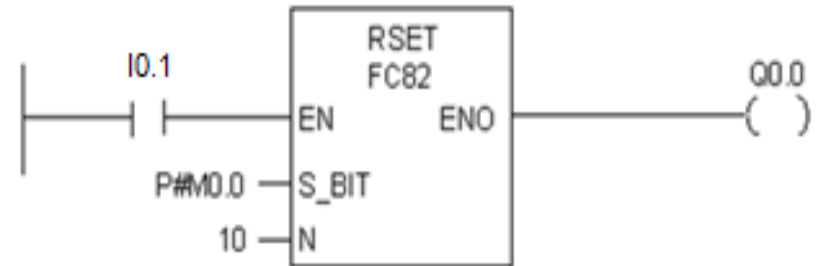 RSET
FC82
I0.1
Q0.0
EN
ENO
P#M0.0
S_BIT
10
N